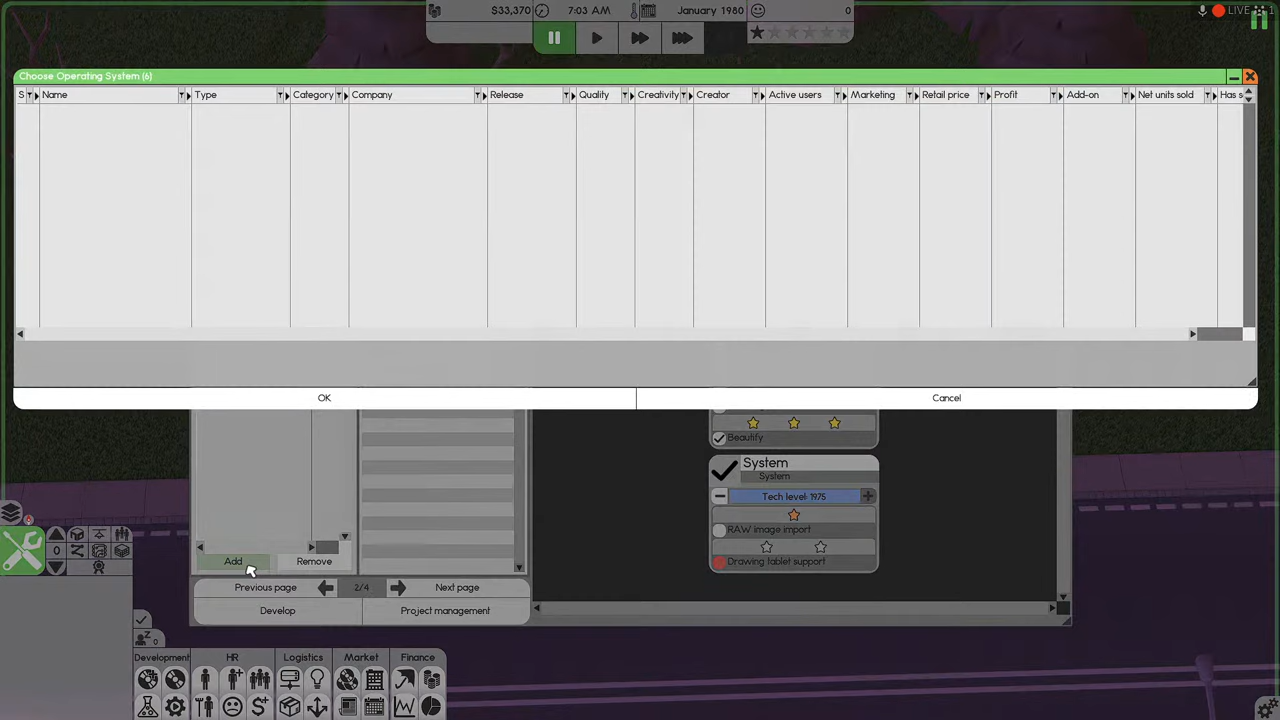 $33,370 7:03 AM January 1980 0
LIVE 1
Choose Operating System (6)
S Name Type Category Company Release Quality Creativity Creator Active users Marketing Retail price Profit Add-on Net units sold Has s
OK Cancel
Beautify
System
System
Tech level: 1975
RAW image import
Drawing tablet support
Add Remove
Previous page 2/4 Next page
Develop Project management
0
0
Development HR Logistics Market Finance